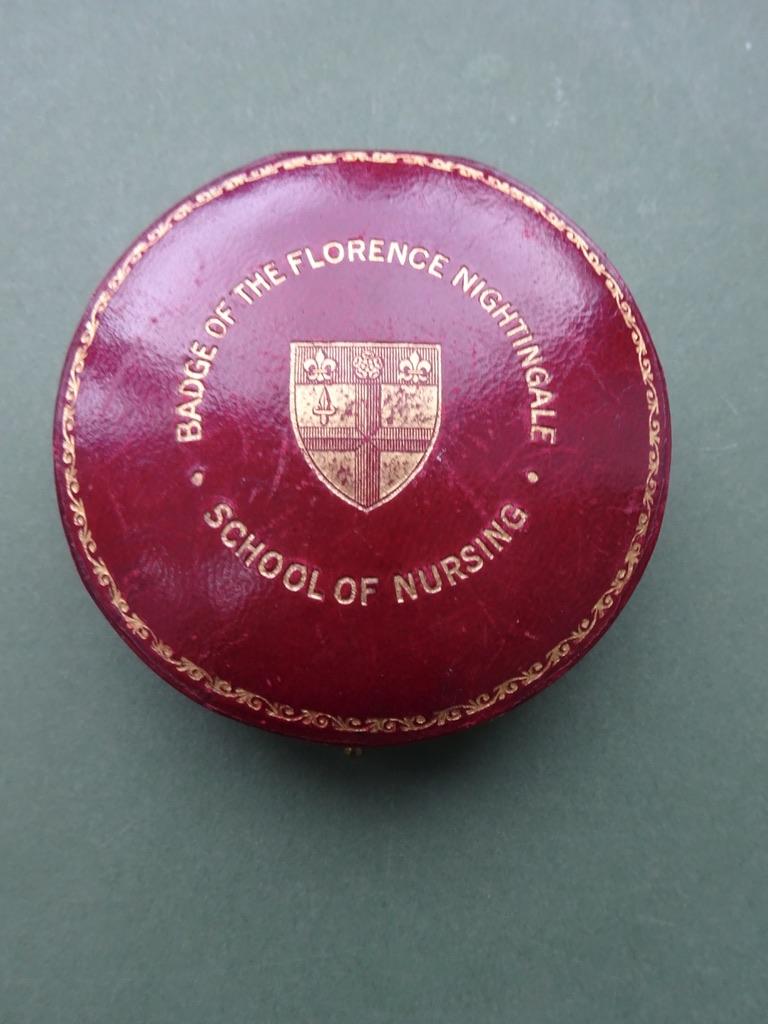 BADGE OF THE FLORENCE NIGHTINGALE
SCHOOL OF NURSING